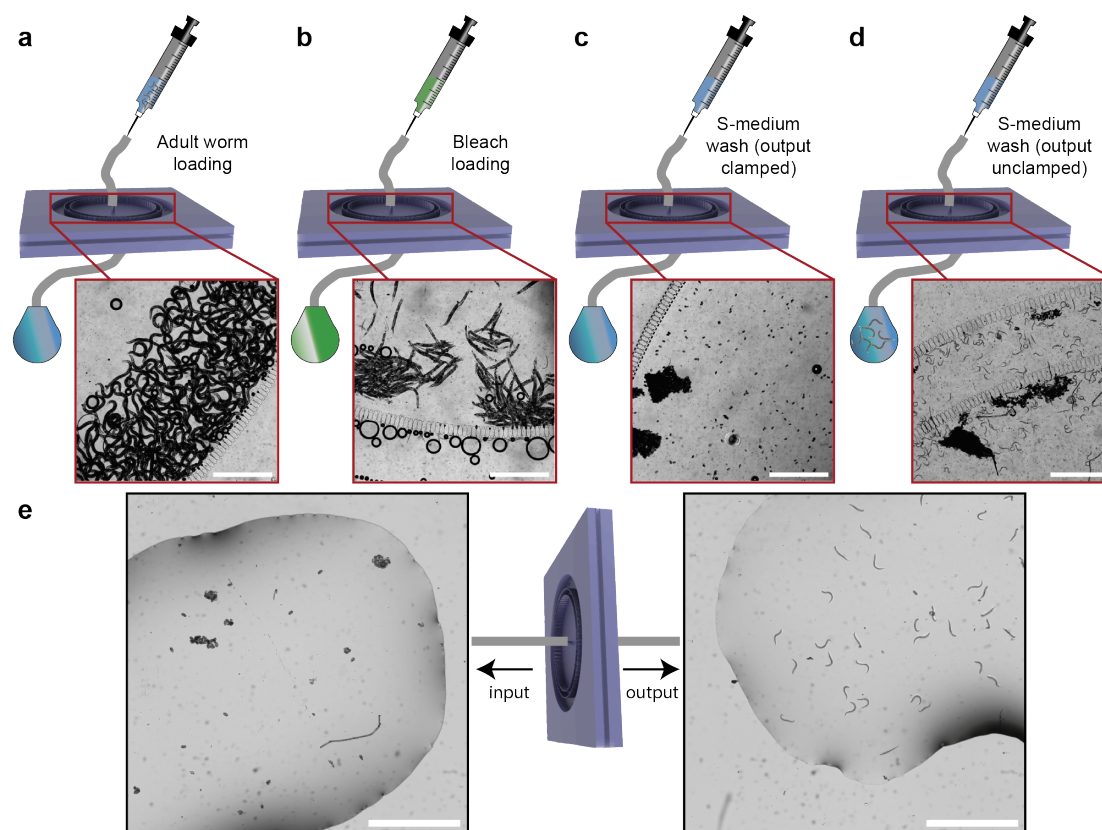 a
b
c
d
Adult worm
loading
Bleach
loading
S-medium
wash (output
clamped)
S-medium
wash (output
unclamped)
e
input
output